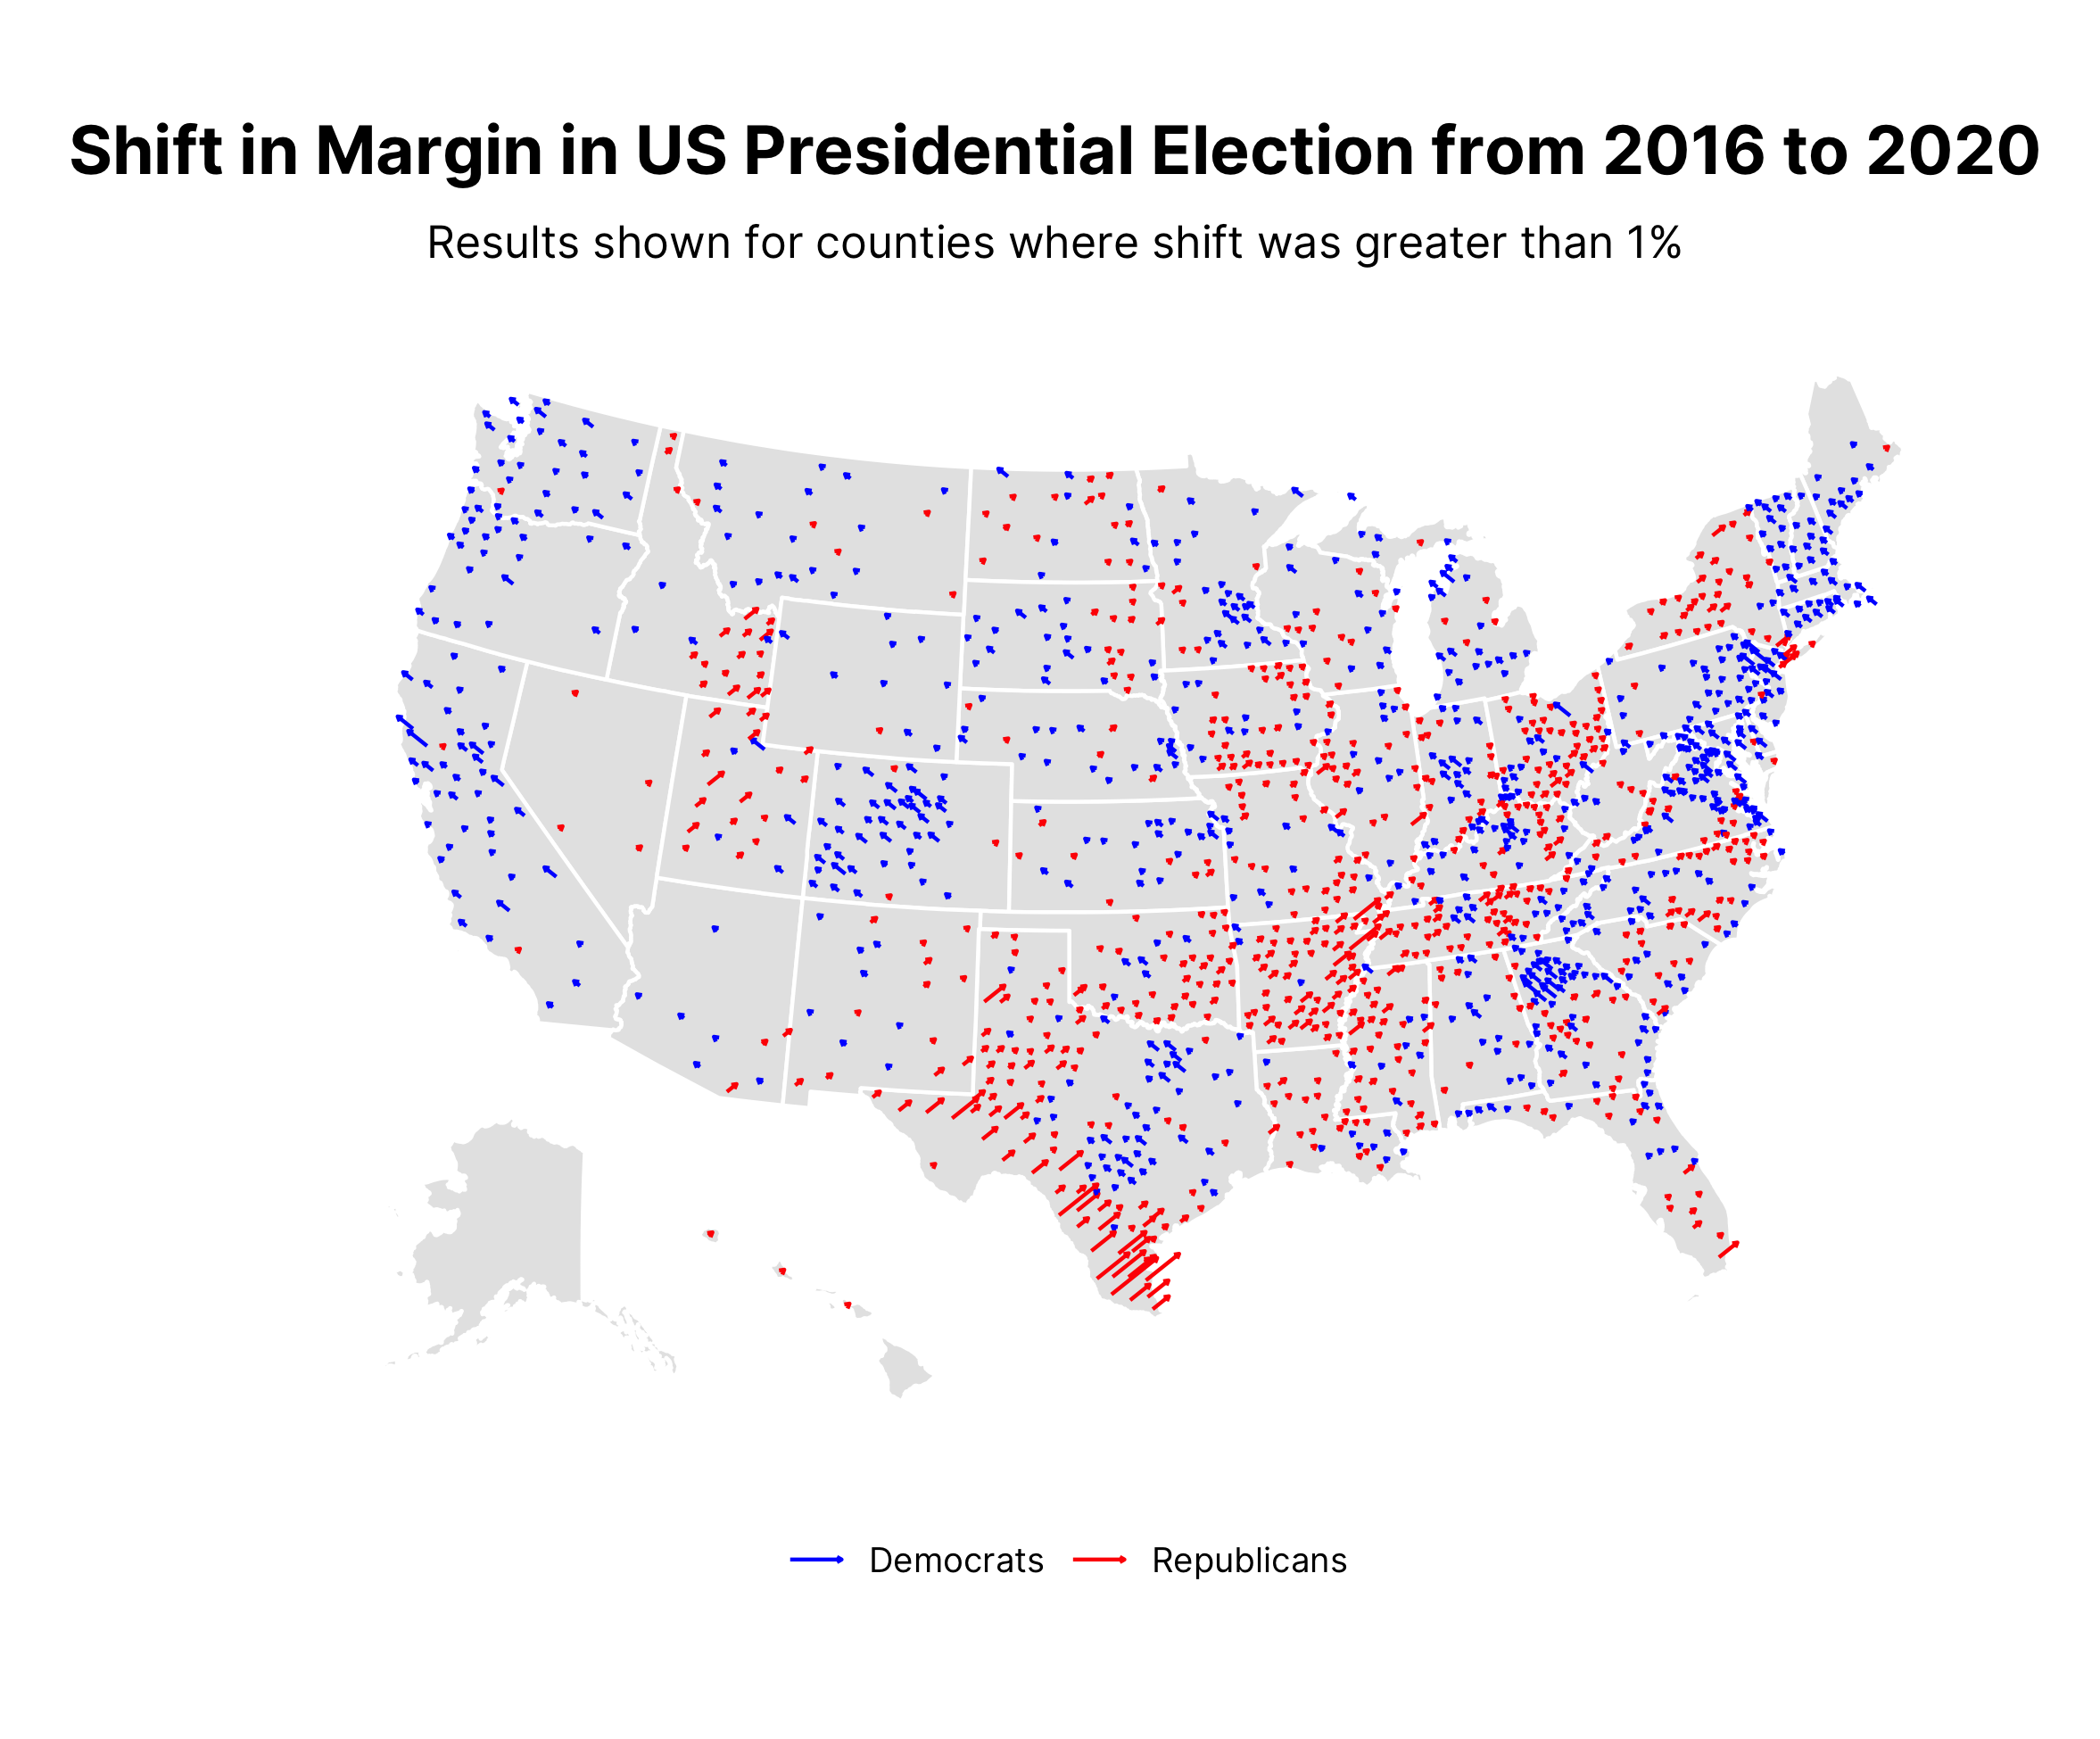 Shift in Margin in US Presidential Election from 2016 to 2020
Results shown for counties where shift was greater than 1%
Democrats Republicans